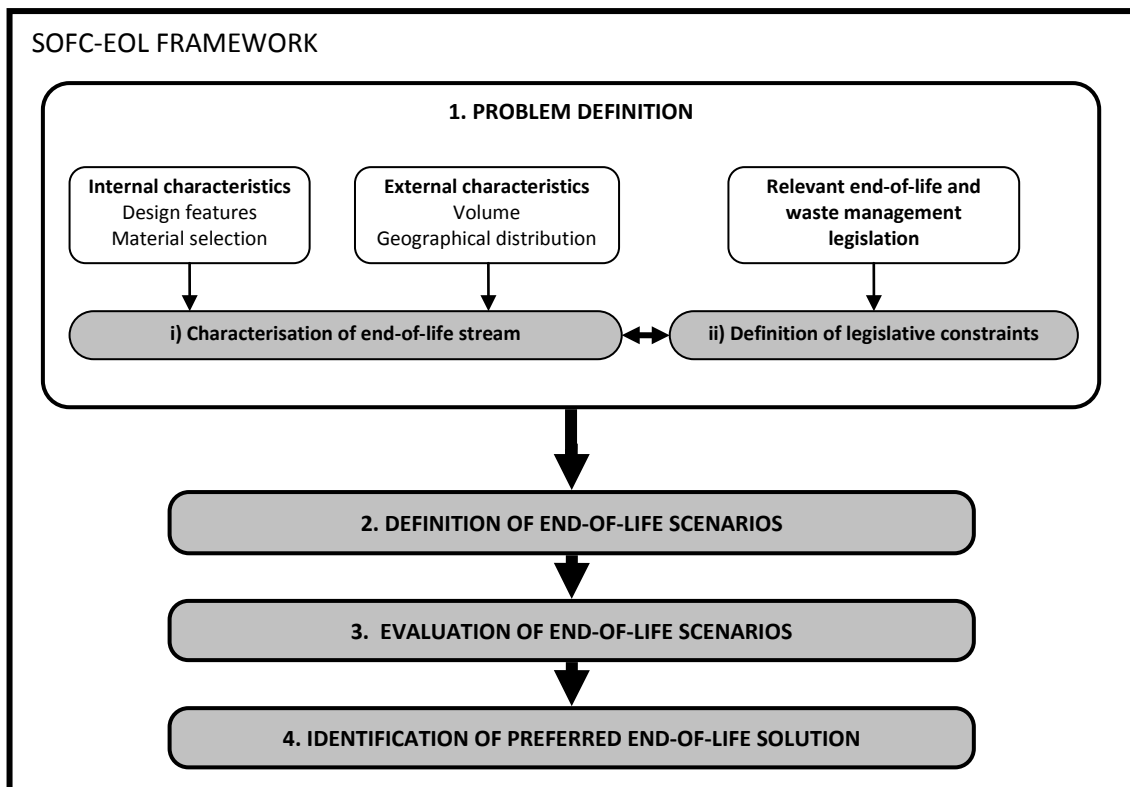 SOFC-EOL FRAMEWORK
1. PROBLEM DEFINITION
Internal characteristics
Design features
Material selection
External characteristics
Volume
Geographical distribution
Relevant end-of-life and
waste management
legislation
i) Characterisation of end-of-life stream
ii) Definition of legislative constraints
2. DEFINITION OF END-OF-LIFE SCENARIOS
3. EVALUATION OF END-OF-LIFE SCENARIOS
4. IDENTIFICATION OF PREFERRED END-OF-LIFE SOLUTION